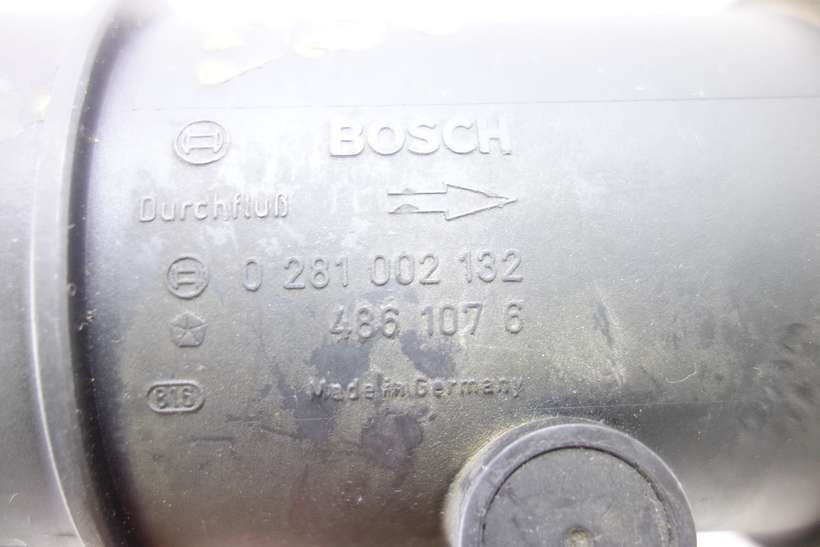 BOSCH
Durchfluß
0 281 002 132
486 107 6
Made in Germany
816